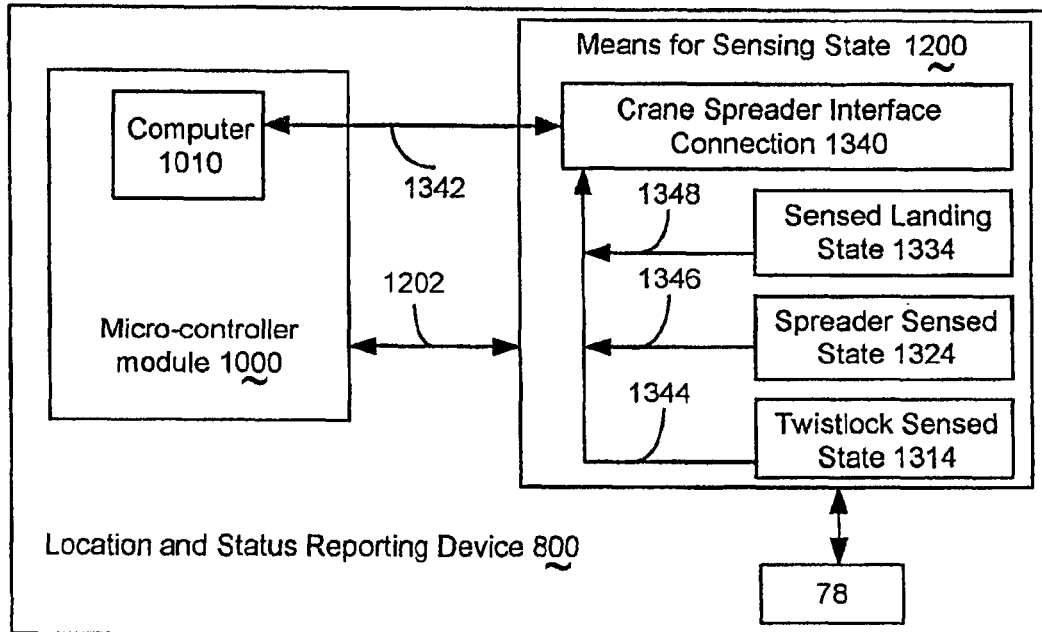 Means for Sensing State 1200
Computer
1010
Crane Spreader Interface
Connection 1340
1342
1348
Sensed Landing
State 1334
1202
1346
Spreader Sensed
State 1324
Micro-controller
module 1000
1344
Twistlock Sensed
State 1314
Location and Status Reporting Device 800
78